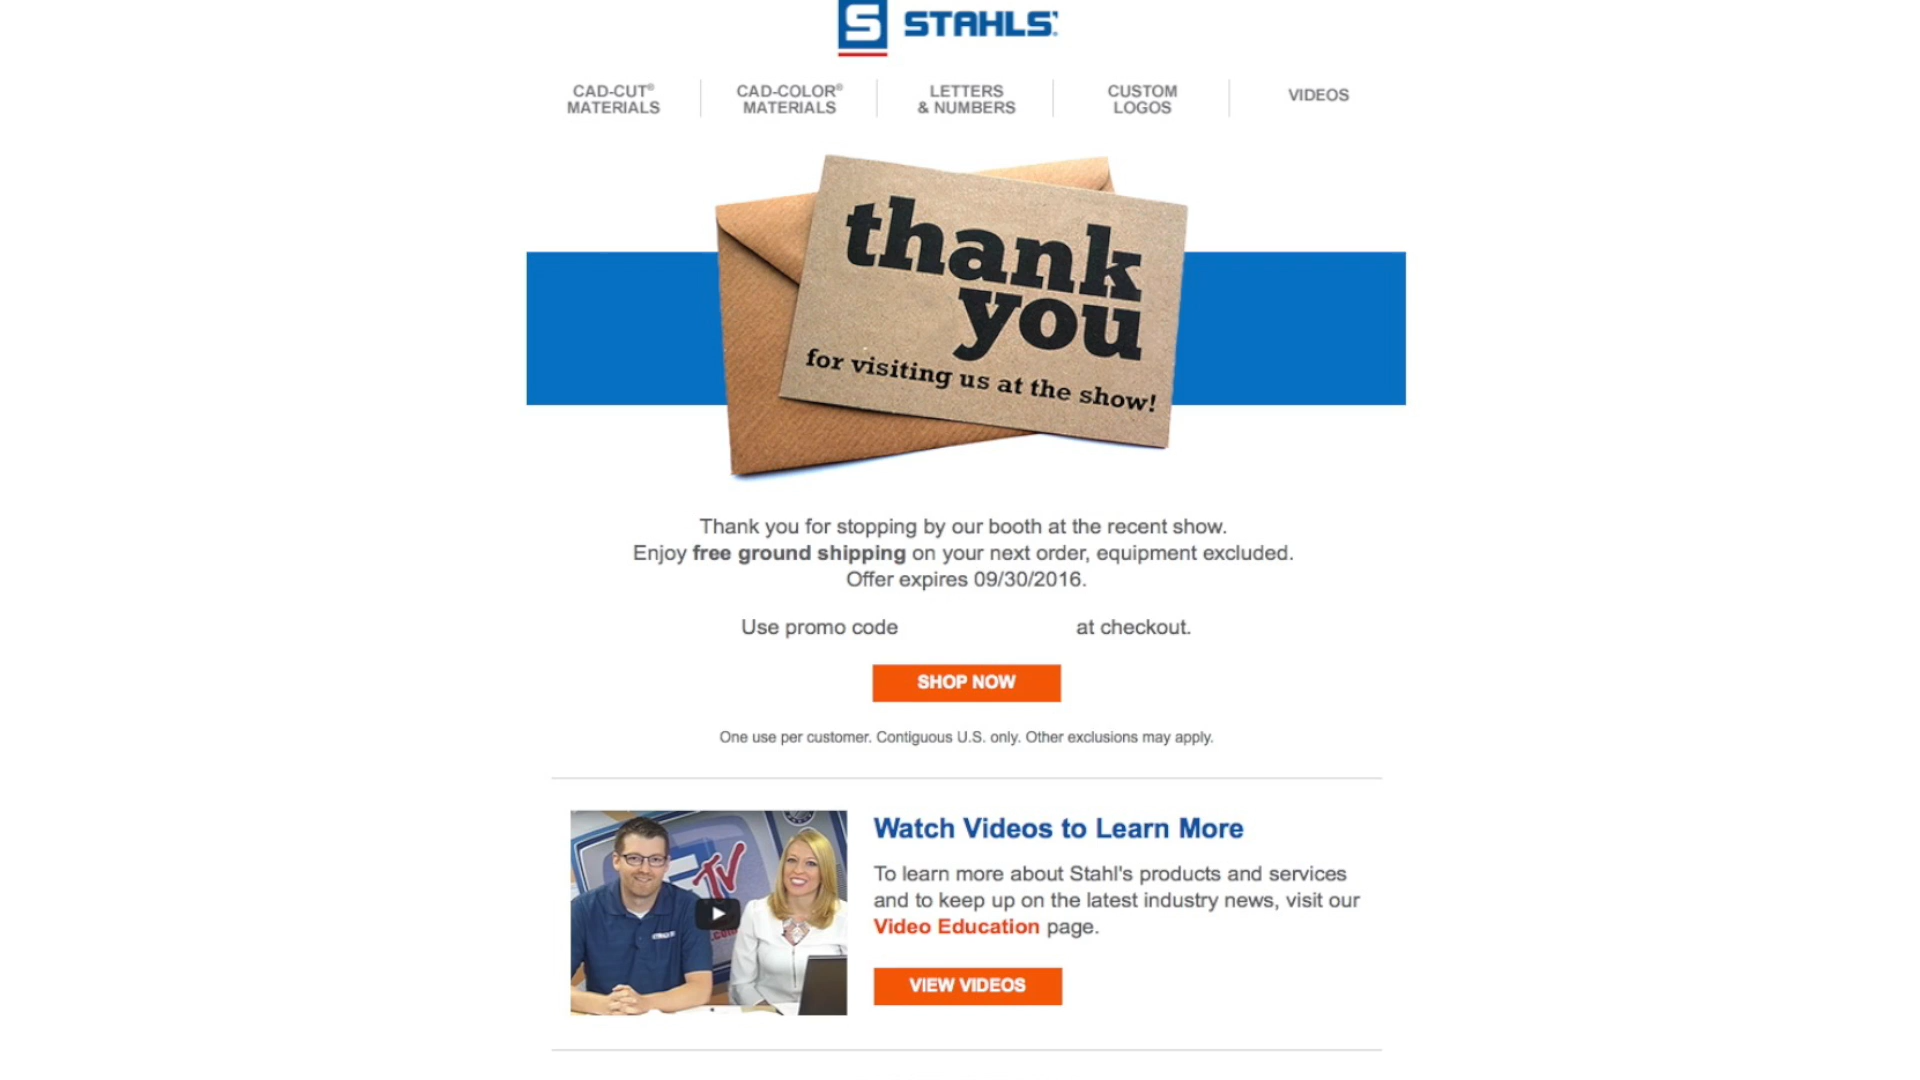 S STAHLS'®
CAD-CUT® MATERIALS
CAD-COLOR® MATERIALS
LETTERS & NUMBERS
CUSTOM LOGOS
VIDEOS
thank
you
for visiting us at the show!
Thank you for stopping by our booth at the recent show.
Enjoy free ground shipping on your next order, equipment excluded.
Offer expires 09/30/2016.
Use promo code at checkout.
SHOP NOW
One use per customer. Contiguous U.S. only. Other exclusions may apply.
TV
Watch Videos to Learn More
To learn more about Stahl's products and services
and to keep up on the latest industry news, visit our
Video Education page.
VIEW VIDEOS